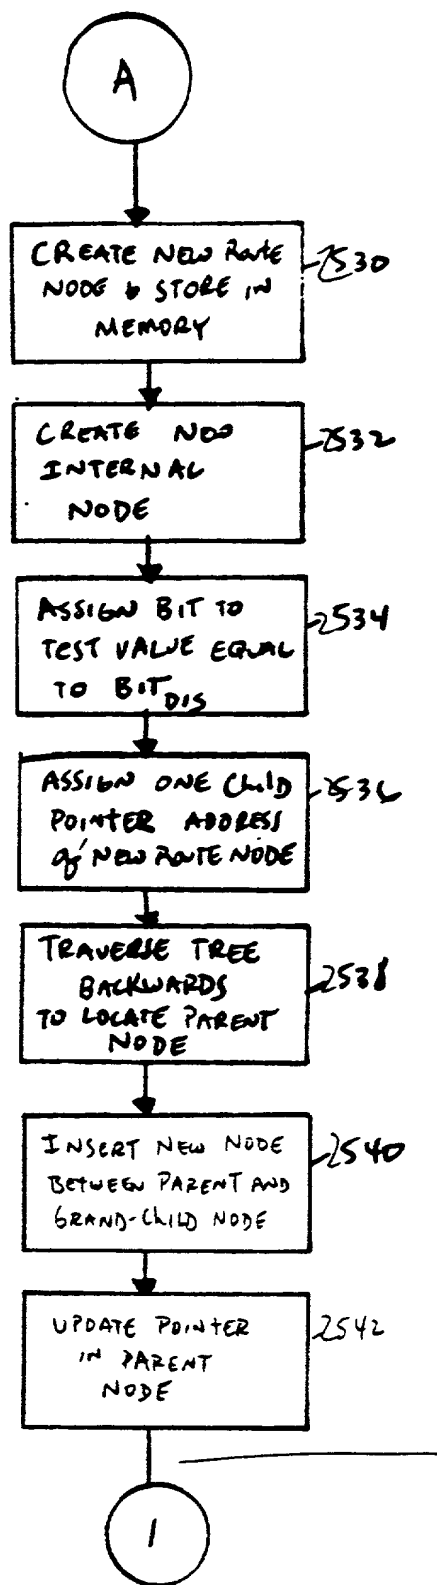 A
CREATE NEW Route
NODE & STORE IN
MEMORY
2530
CREATE NEW
INTERNAL
NODE
2532
ASSIGN BIT TO
TEST VALUE EQUAL
TO BIT DIS
2534
ASSIGN ONE Child
POINTER ADDRESS
of NEW ROUTE NODE
2536
TRAVERSE TREE
BACKWARDS
TO LOCATE PARENT
NODE
2538
INSERT NEW NODE
BETWEEN PARENT AND
GRAND-CHILD NODE
2540
UPDATE POINTER
IN PARENT
NODE
2542
1